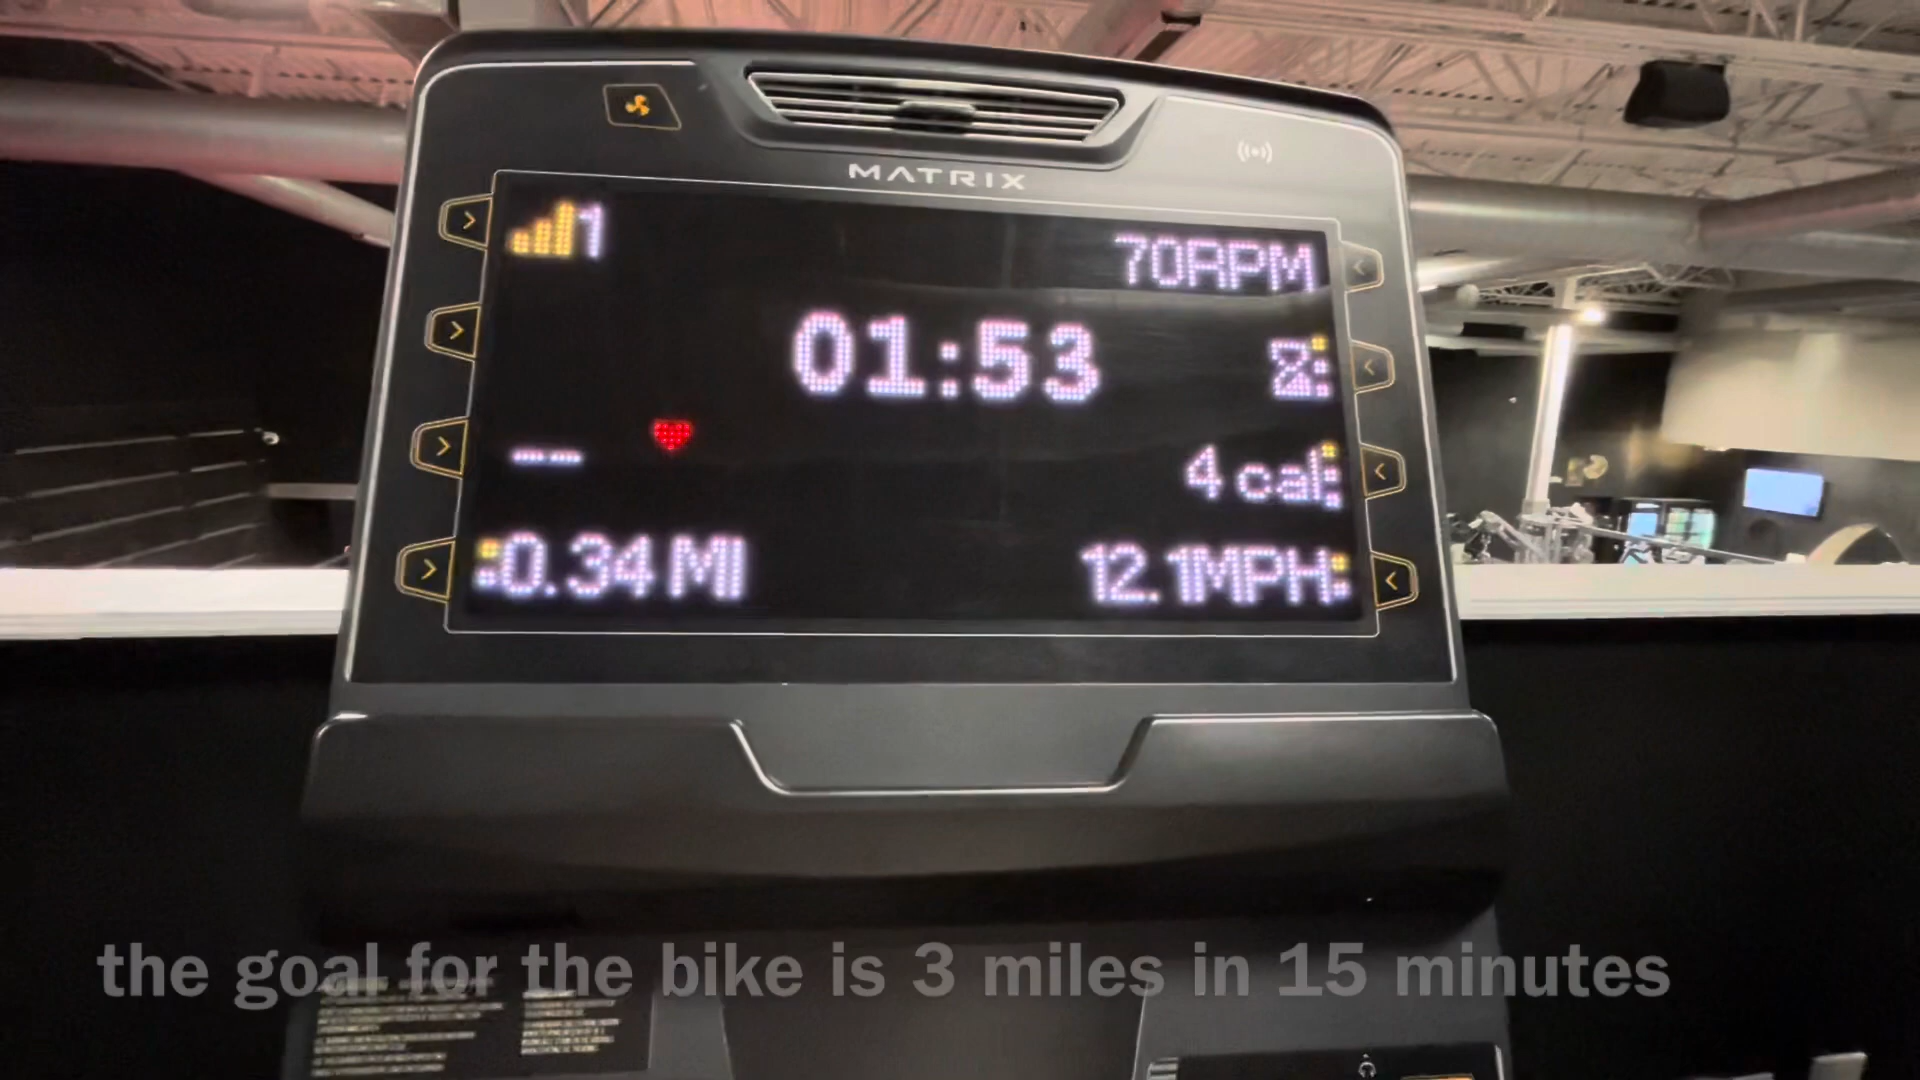 MATRIX
1
70RPM
01:53
4 cal
0.34 MI
12.1MPH
the goal for the bike is 3 miles in 15 minutes